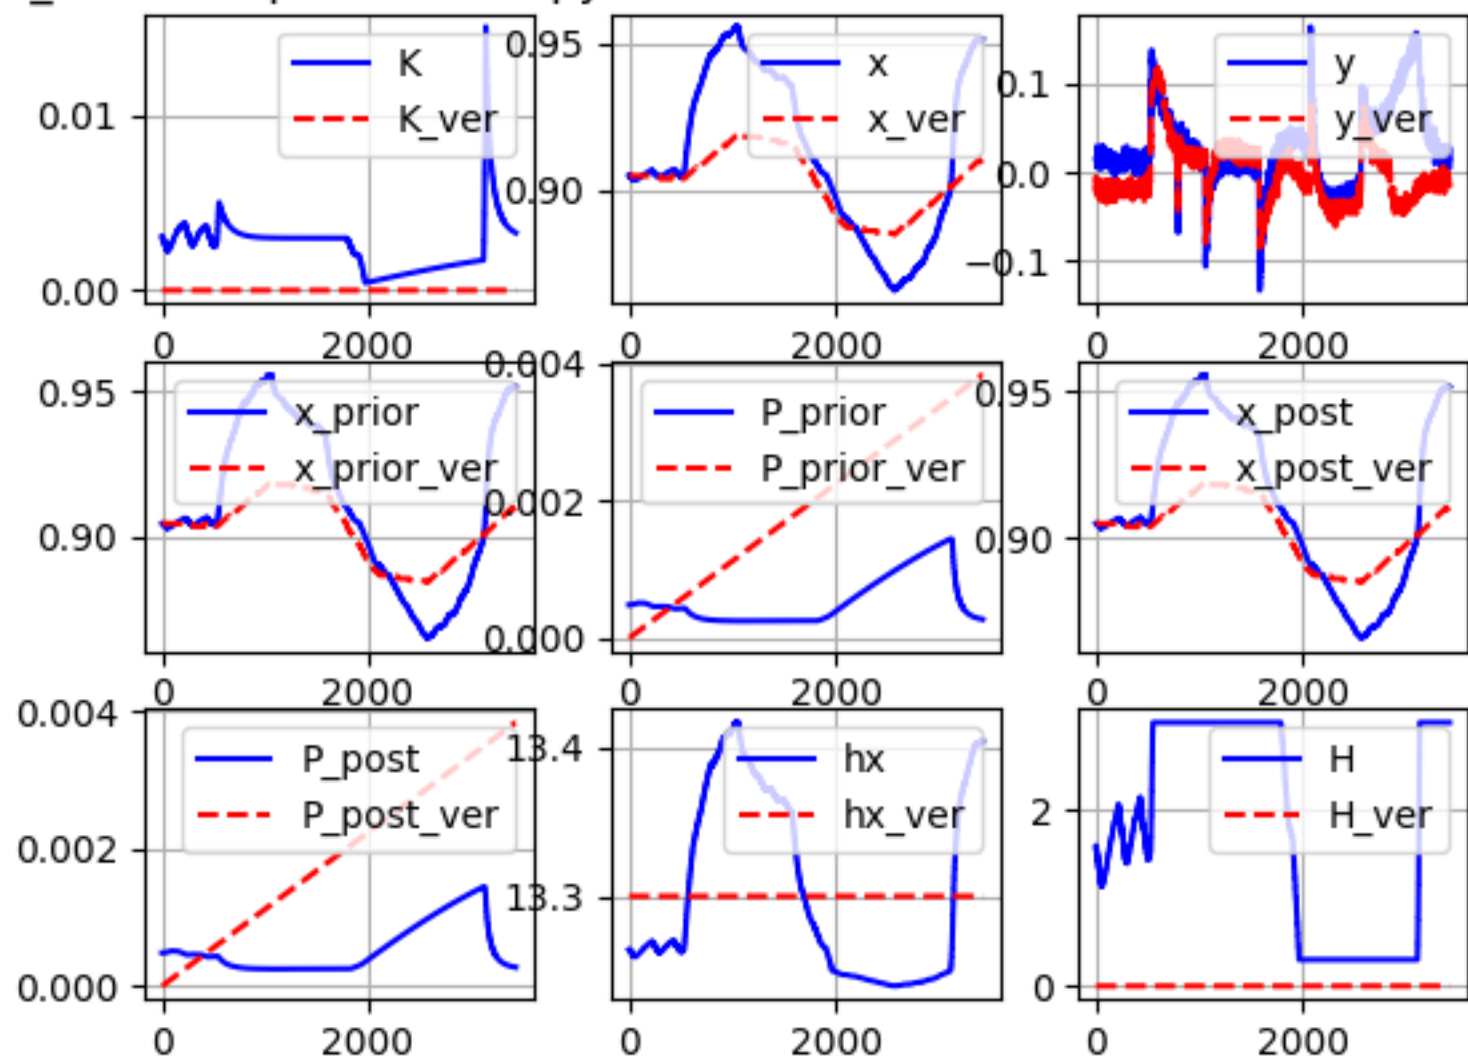 K
K_ver
0.01
0.00
0
2000
x
x_ver
0.95
0.90
0
2000
y
y_ver
0.1
0.0
−0.1
0
2000
x_prior
x_prior_ver
0.95
0.90
0
2000
P_prior
P_prior_ver
0.004
0.002
0.000
0
2000
x_post
x_post_ver
0.95
0.90
0
2000
P_post
P_post_ver
0.004
0.002
0.000
0
2000
hx
hx_ver
13.4
13.3
0
2000
H
H_ver
2
0
0
2000